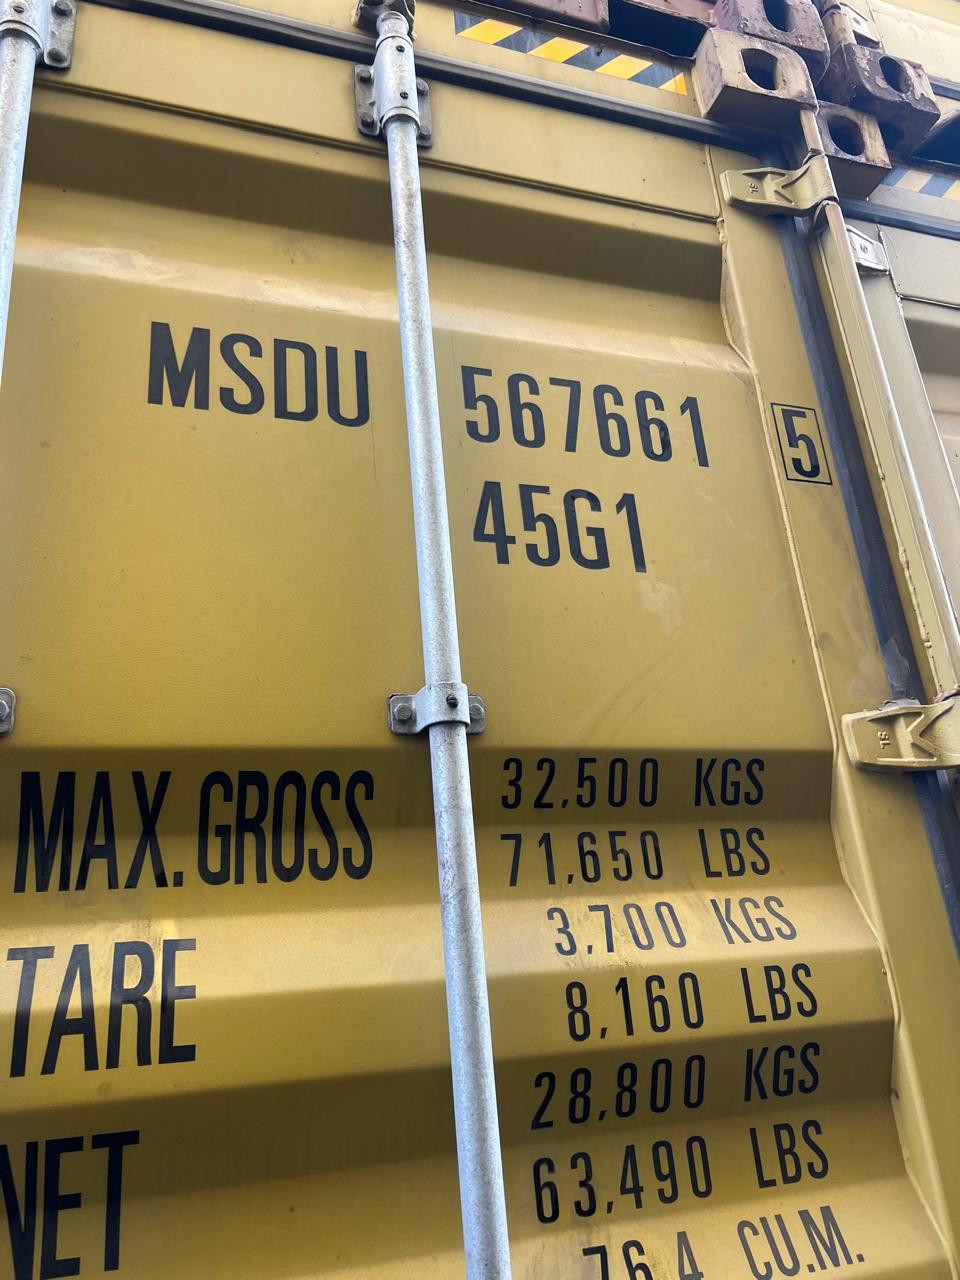 MSDU 567661 5
45G1
MAX.GROSS 32,500 KGS
71,650 LBS
TARE 3,700 KGS
8,160 LBS
NET 28,800 KGS
63,490 LBS
76.4 CU.M.